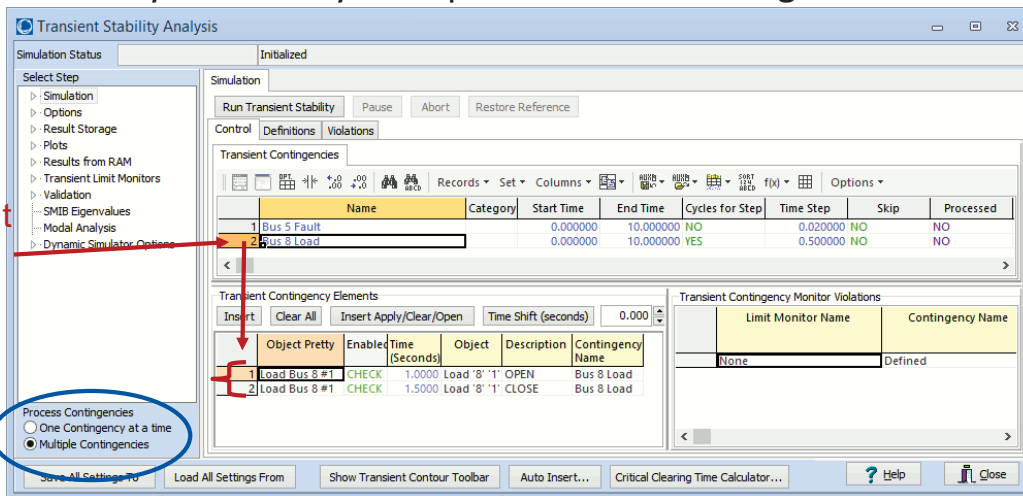 Transient Stability Analysis
Simulation Status Initialized
Select Step
Simulation
Options
Result Storage
Plots
Results from RAM
Transient Limit Monitors
Validation
SMIB Eigenvalues
Modal Analysis
Dynamic Simulator Options
t
Process Contingencies
One Contingency at a time
Multiple Contingencies
Simulation
Run Transient Stability Pause Abort Restore Reference
Control Definitions Violations
Transient Contingencies
Records Set Columns Options
Name Category Start Time End Time Cycles for Step Time Step Skip Processed
1 Bus 5 Fault 0.000000 10.000000 NO 0.020000 NO NO
2 Bus 8 Load 0.000000 10.000000 YES 0.500000 NO NO
Transient Contingency Elements
Insert Clear All Insert Apply/Clear/Open Time Shift (seconds) 0.000
Object Pretty Enabled Time (Seconds) Object Description Contingency Name
1 Load Bus 8 #1 CHECK 1.0000 Load '8' '1' OPEN Bus 8 Load
2 Load Bus 8 #1 CHECK 1.5000 Load '8' '1' CLOSE Bus 8 Load
Transient Contingency Monitor Violations
Limit Monitor Name Contingency Name
None Defined
Save All Settings To Load All Settings From Show Transient Contour Toolbar Auto Insert... Critical Clearing Time Calculator... Help Close